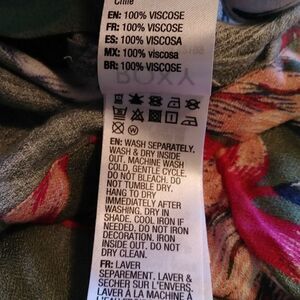 Chile
EN: 100% VISCOSE
FR: 100% VISCOSE
ES: 100% VISCOSA
MX: 100% viscosa
BR: 100% VISCOSE
EN: WASH SEPARATELY.
WASH & DRY INSIDE
OUT. MACHINE WASH
COLD, GENTLE CYCLE.
DO NOT BLEACH. DO
NOT TUMBLE DRY.
HANG TO DRY
IMMEDIATELY AFTER
WASHING. DRY IN
SHADE. COOL IRON IF
NEEDED. DO NOT IRON
DECORATION. IRON
INSIDE OUT. DO NOT
DRY CLEAN.
FR: LAVER
SEPAREMENT. LAVER &
SECHER SUR L'ENVERS.
LAVER À LA MACHINE À